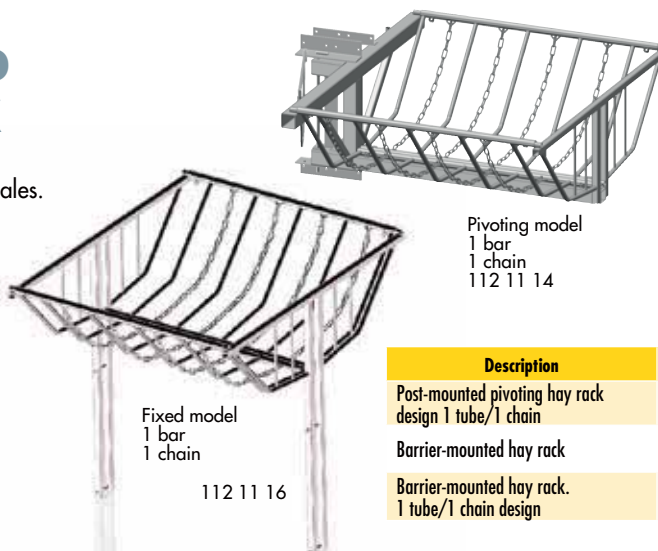 ales.
Pivoting model
1 bar
1 chain
112 11 14
Fixed model
1 bar
1 chain
112 11 16
Description
Post-mounted pivoting hay rack
design 1 tube/1 chain
Barrier-mounted hay rack
Barrier-mounted hay rack.
1 tube/1 chain design